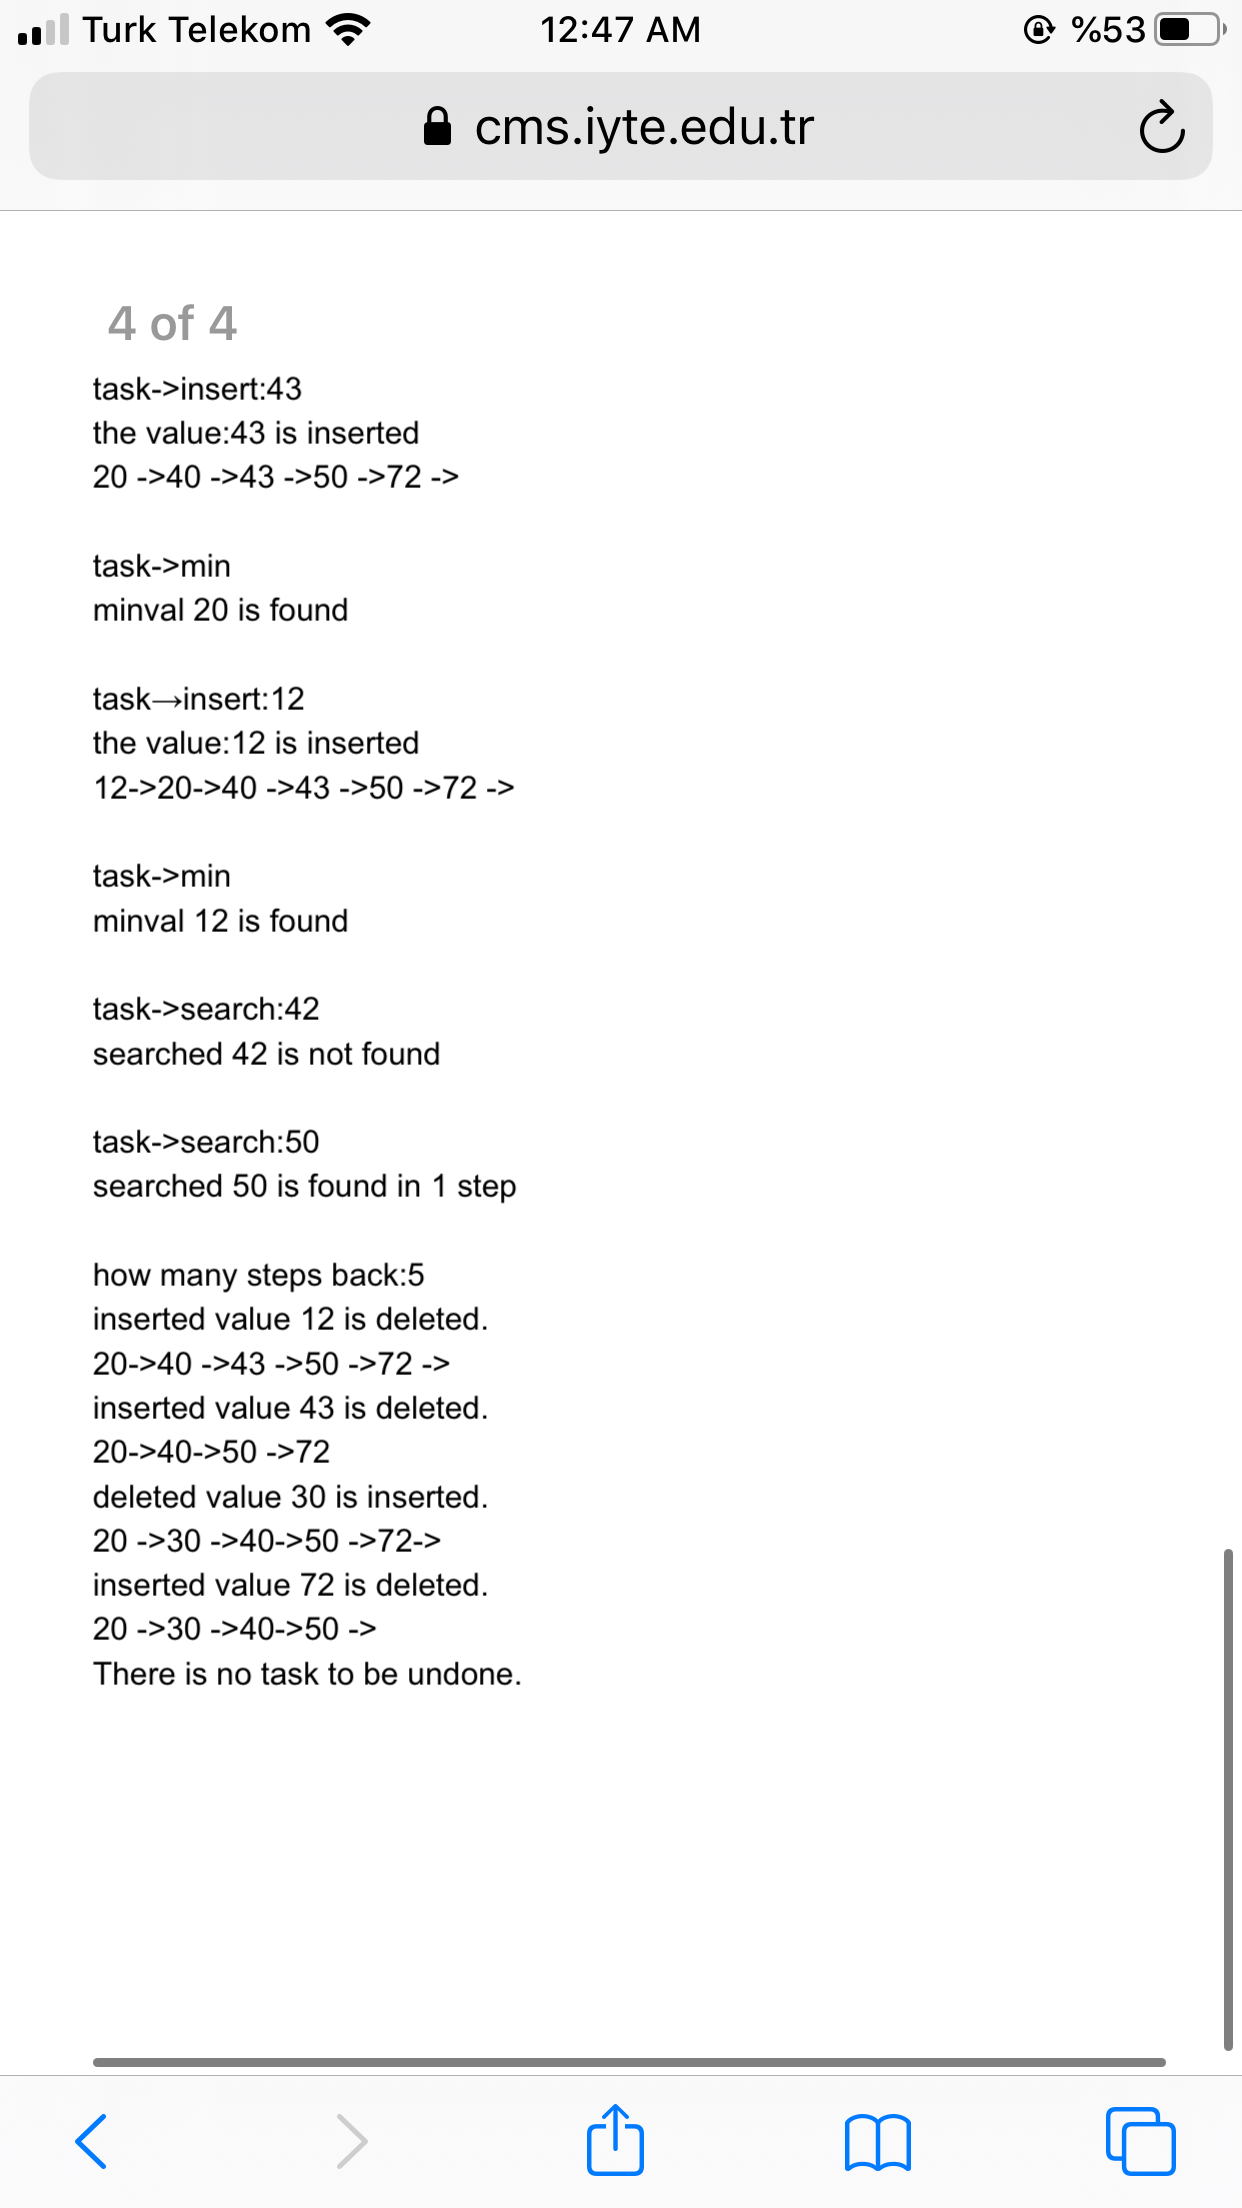 Turk Telekom 12:47 AM %53
cms.iyte.edu.tr
4 of 4
task->insert:43
the value:43 is inserted
20 ->40 ->43 ->50 ->72 ->
task->min
minval 20 is found
task→insert:12
the value:12 is inserted
12->20->40 ->43 ->50 ->72 ->
task->min
minval 12 is found
task->search:42
searched 42 is not found
task->search:50
searched 50 is found in 1 step
how many steps back:5
inserted value 12 is deleted.
20->40 ->43 ->50 ->72 ->
inserted value 43 is deleted.
20->40->50 ->72
deleted value 30 is inserted.
20 ->30 ->40->50 ->72->
inserted value 72 is deleted.
20 ->30 ->40->50 ->
There is no task to be undone.